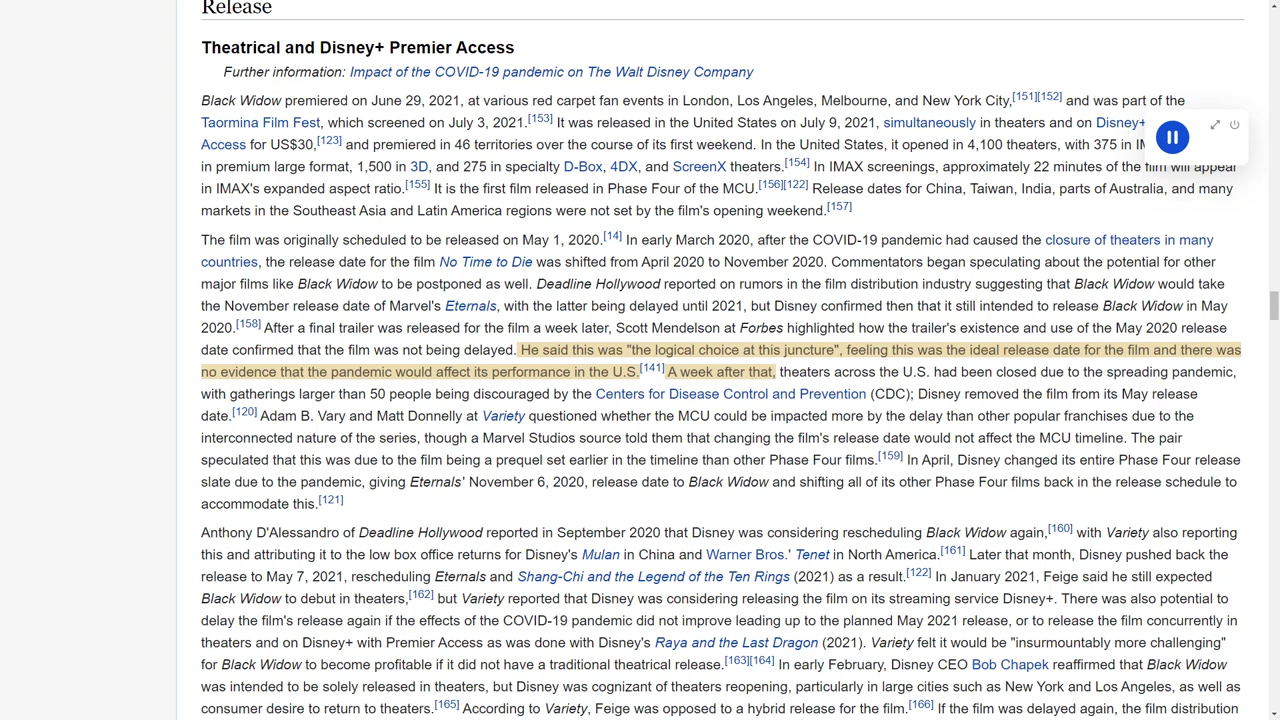 Release
Theatrical and Disney+ Premier Access
Further information: Impact of the COVID-19 pandemic on The Walt Disney Company
Black Widow premiered on June 29, 2021, at various red carpet fan events in London, Los Angeles, Melbourne, and New York City,[151][152] and was part of the
Taormina Film Fest, which screened on July 3, 2021.[153] It was released in the United States on July 9, 2021, simultaneously in theaters and on Disney+
Access for US$30,[123] and premiered in 46 territories over the course of its first weekend. In the United States, it opened in 4,100 theaters, with 375 in
in premium large format, 1,500 in 3D, and 275 in specialty D-Box, 4DX, and ScreenX theaters.[154] In IMAX screenings, approximately 22 minutes of the film will appear
in IMAX's expanded aspect ratio.[155] It is the first film released in Phase Four of the MCU.[156][122] Release dates for China, Taiwan, India, parts of Australia, and many
markets in the Southeast Asia and Latin America regions were not set by the film's opening weekend.[157]
The film was originally scheduled to be released on May 1, 2020.[14] In early March 2020, after the COVID-19 pandemic had caused the closure of theaters in many
countries, the release date for the film No Time to Die was shifted from April 2020 to November 2020. Commentators began speculating about the potential for other
major films like Black Widow to be postponed as well. Deadline Hollywood reported on rumors in the film distribution industry suggesting that Black Widow would take
the November release date of Marvel's Eternals, with the latter being delayed until 2021, but Disney confirmed then that it still intended to release Black Widow in May
2020.[158] After a final trailer was released for the film a week later, Scott Mendelson at Forbes highlighted how the trailer's existence and use of the May 2020 release
date confirmed that the film was not being delayed. He said this was "the logical choice at this juncture", feeling this was the ideal release date for the film and there was
no evidence that the pandemic would affect its performance in the U.S.[141] A week after that, theaters across the U.S. had been closed due to the spreading pandemic,
with gatherings larger than 50 people being discouraged by the Centers for Disease Control and Prevention (CDC); Disney removed the film from its May release
date.[120] Adam B. Vary and Matt Donnelly at Variety questioned whether the MCU could be impacted more by the delay than other popular franchises due to the
interconnected nature of the series, though a Marvel Studios source told them that changing the film's release date would not affect the MCU timeline. The pair
speculated that this was due to the film being a prequel set earlier in the timeline than other Phase Four films.[159] In April, Disney changed its entire Phase Four release
slate due to the pandemic, giving Eternals' November 6, 2020, release date to Black Widow and shifting all of its other Phase Four films back in the release schedule to
accommodate this.[121]
Anthony D'Alessandro of Deadline Hollywood reported in September 2020 that Disney was considering rescheduling Black Widow again,[160] with Variety also reporting
this and attributing it to the low box office returns for Disney's Mulan in China and Warner Bros.' Tenet in North America.[161] Later that month, Disney pushed back the
release to May 7, 2021, rescheduling Eternals and Shang-Chi and the Legend of the Ten Rings (2021) as a result.[122] In January 2021, Feige said he still expected
Black Widow to debut in theaters,[162] but Variety reported that Disney was considering releasing the film on its streaming service Disney+. There was also potential to
delay the film's release again if the effects of the COVID-19 pandemic did not improve leading up to the planned May 2021 release, or to release the film concurrently in
theaters and on Disney+ with Premier Access as was done with Disney's Raya and the Last Dragon (2021). Variety felt it would be "insurmountably more challenging"
for Black Widow to become profitable if it did not have a traditional theatrical release.[163][164] In early February, Disney CEO Bob Chapek reaffirmed that Black Widow
was intended to be solely released in theaters, but Disney was cognizant of theaters reopening, particularly in large cities such as New York and Los Angeles, as well as
consumer desire to return to theaters.[165] According to Variety, Feige was opposed to a hybrid release for the film.[166] If the film was delayed again, the film distribution